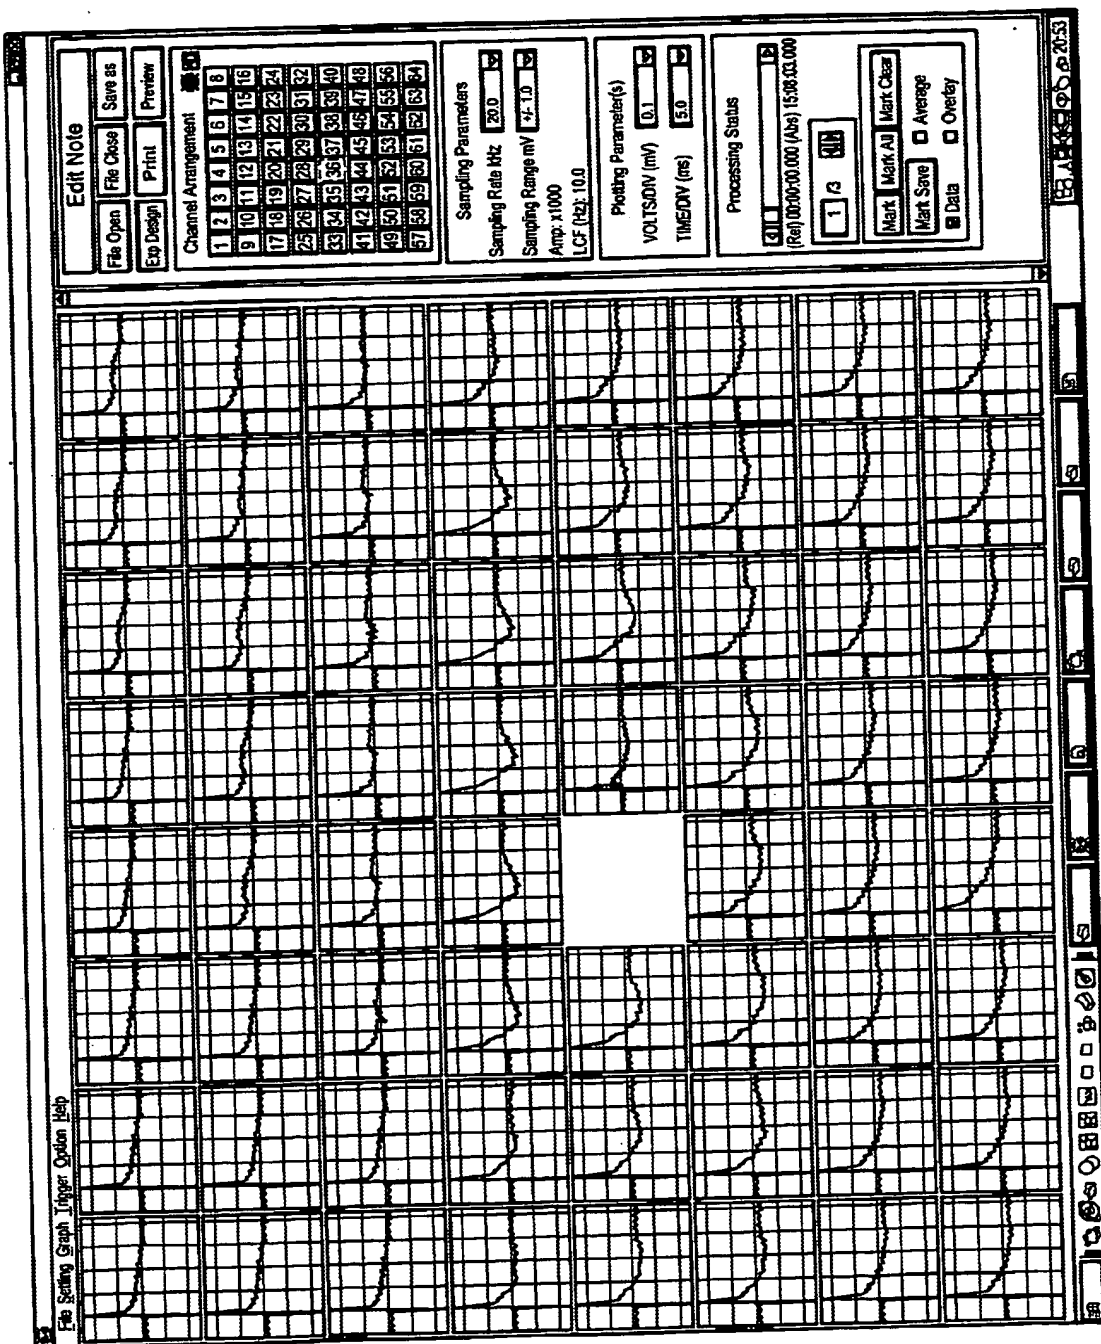 File Setting Graph Trigger Option Help
Edit Note
File Open File Close Save as
Exp Design Print Preview
Channel Arrangement
1 2 3 4 5 6 7 8
9 10 11 12 13 14 15 16
17 18 19 20 21 22 23 24
25 26 27 28 29 30 31 32
33 34 35 36 37 38 39 40
41 42 43 44 45 46 47 48
49 50 51 52 53 54 55 56
57 58 59 60 61 62 63 64
Sampling Parameters
Sampling Rate kHz 20.0
Sampling Range mV +/- 1.0
Amp: x1000
LCF (Hz): 10.0
Plotting Parameter(s)
VOLTS/DIV (mV) 0.1
TIME/DIV (ms) 5.0
Processing Status
(Rel) 00:00:00.000 (Abs) 15:08:03.000
1 /3
Mark Mark All Mark Clear
Mark Save Average
Data Overlay
20:53